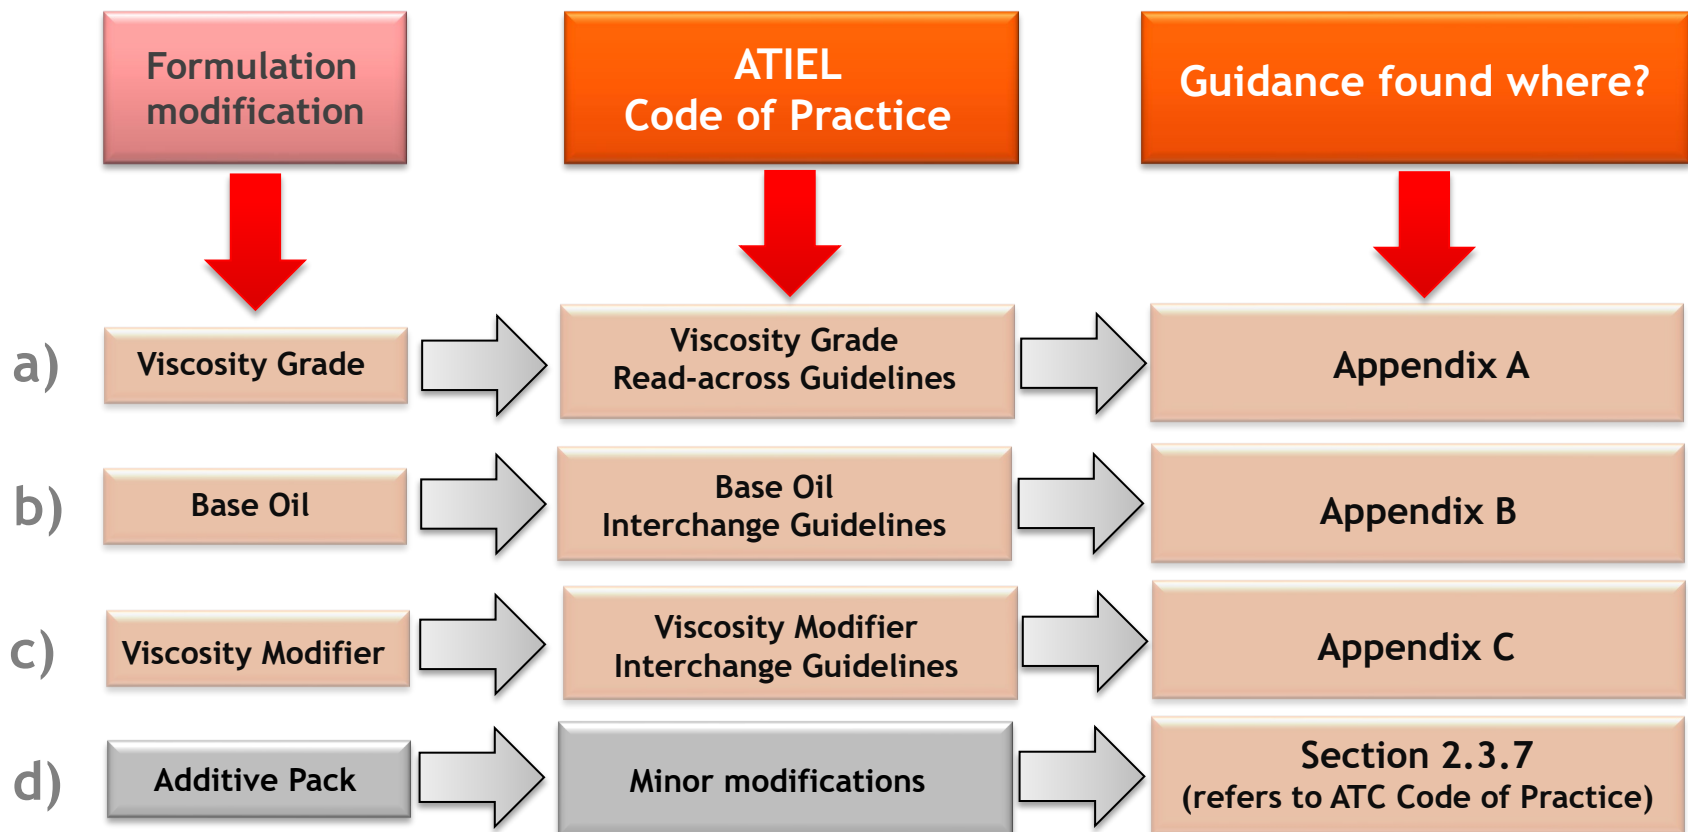 Formulation
modification
ATIEL
Code of Practice
Guidance found where?
a)
Viscosity Grade
Viscosity Grade
Read-across Guidelines
Appendix A
b)
Base Oil
Base Oil
Interchange Guidelines
Appendix B
c)
Viscosity Modifier
Viscosity Modifier
Interchange Guidelines
Appendix C
d)
Additive Pack
Minor modifications
Section 2.3.7
(refers to ATC Code of Practice)